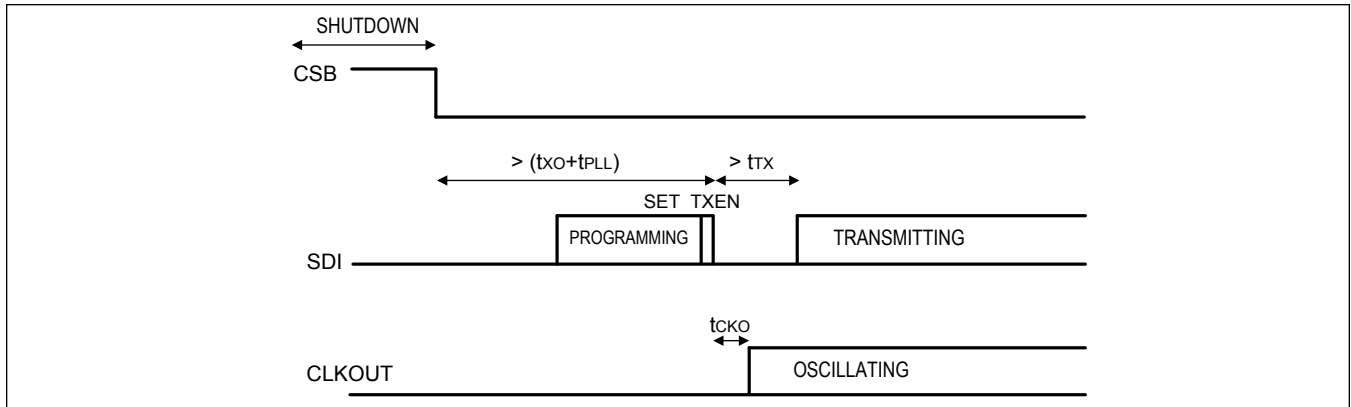 SHUTDOWN
CSB
> (tXO+tPLL)
> tTX
SET TXEN
PROGRAMMING
TRANSMITTING
SDI
tCKO
OSCILLATING
CLKOUT